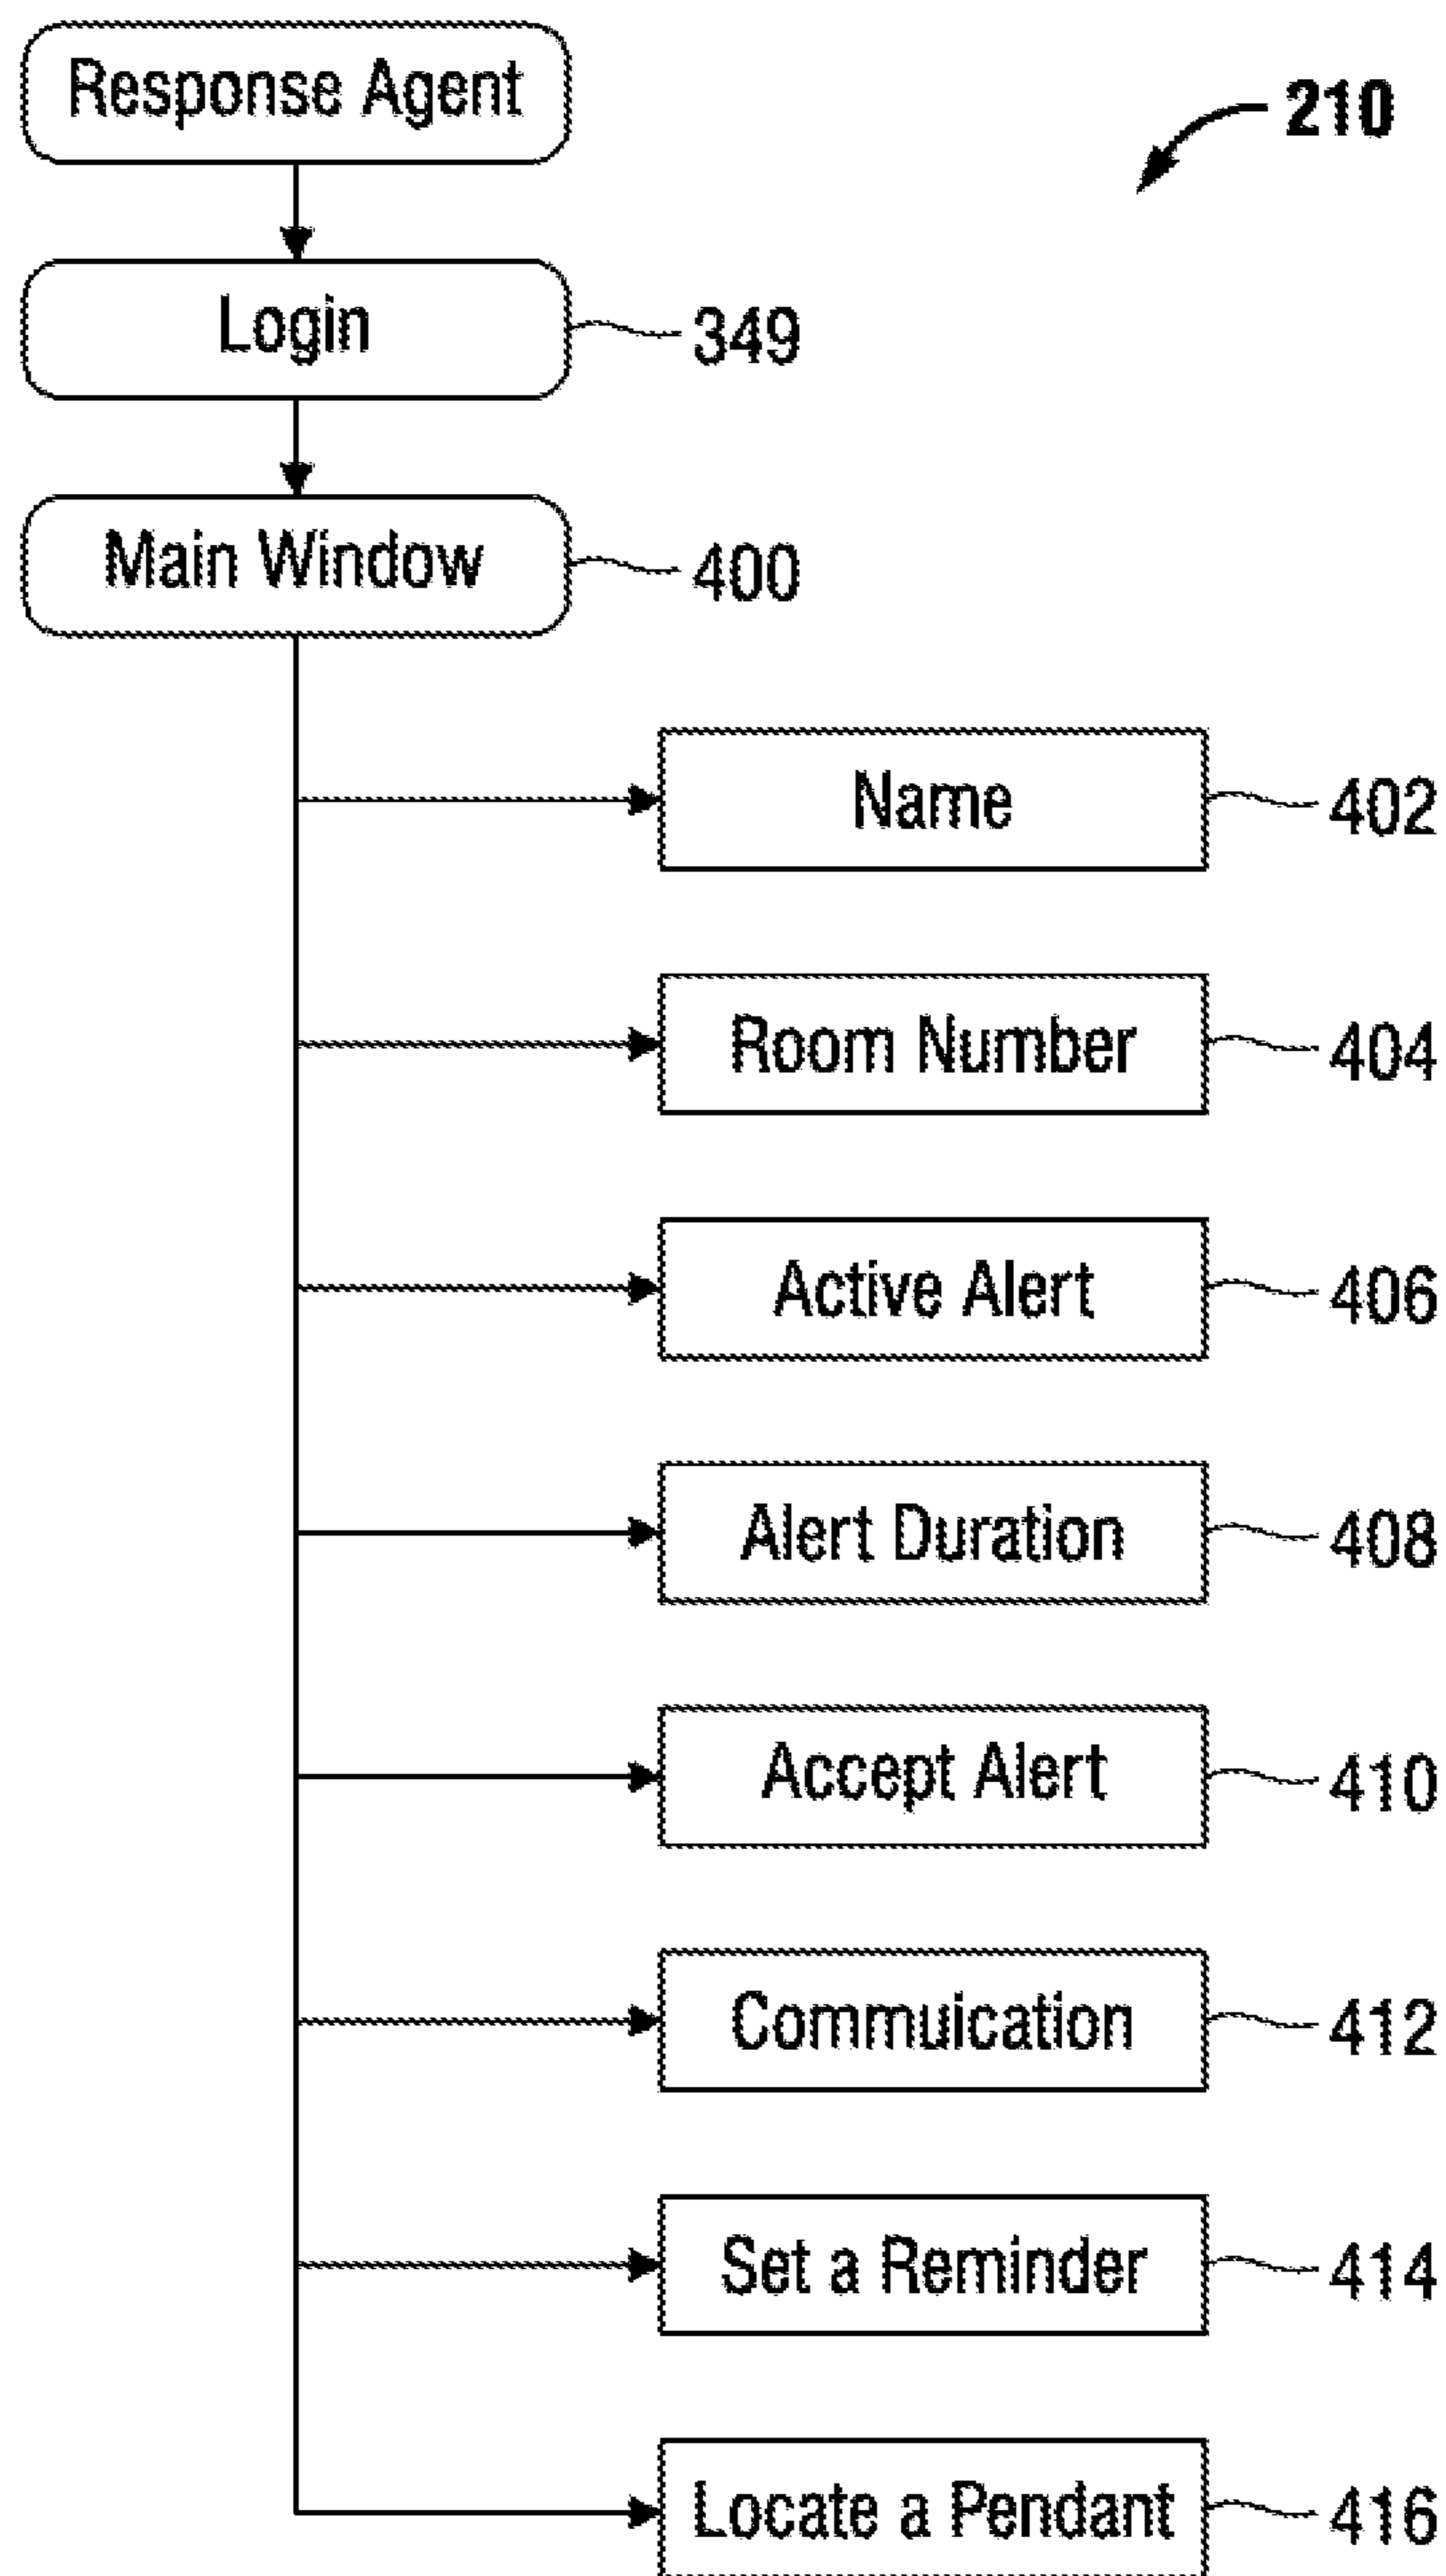 Response Agent
210
Login
349
Main Window
400
Name
402
Room Number
404
Active Alert
406
Alert Duration
408
Accept Alert
410
Commuication
412
Set a Reminder
414
Locate a Pendant
416